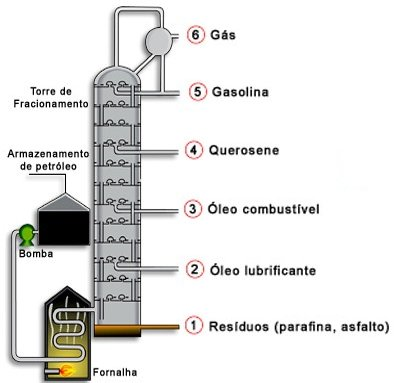 6 Gás
Torre de
Fracionamento
5 Gasolina
Armazenamento
de petróleo
4 Querosene
3 Óleo combustível
Bomba
2 Óleo lubrificante
1 Resíduos (parafina, asfalto)
Fornalha